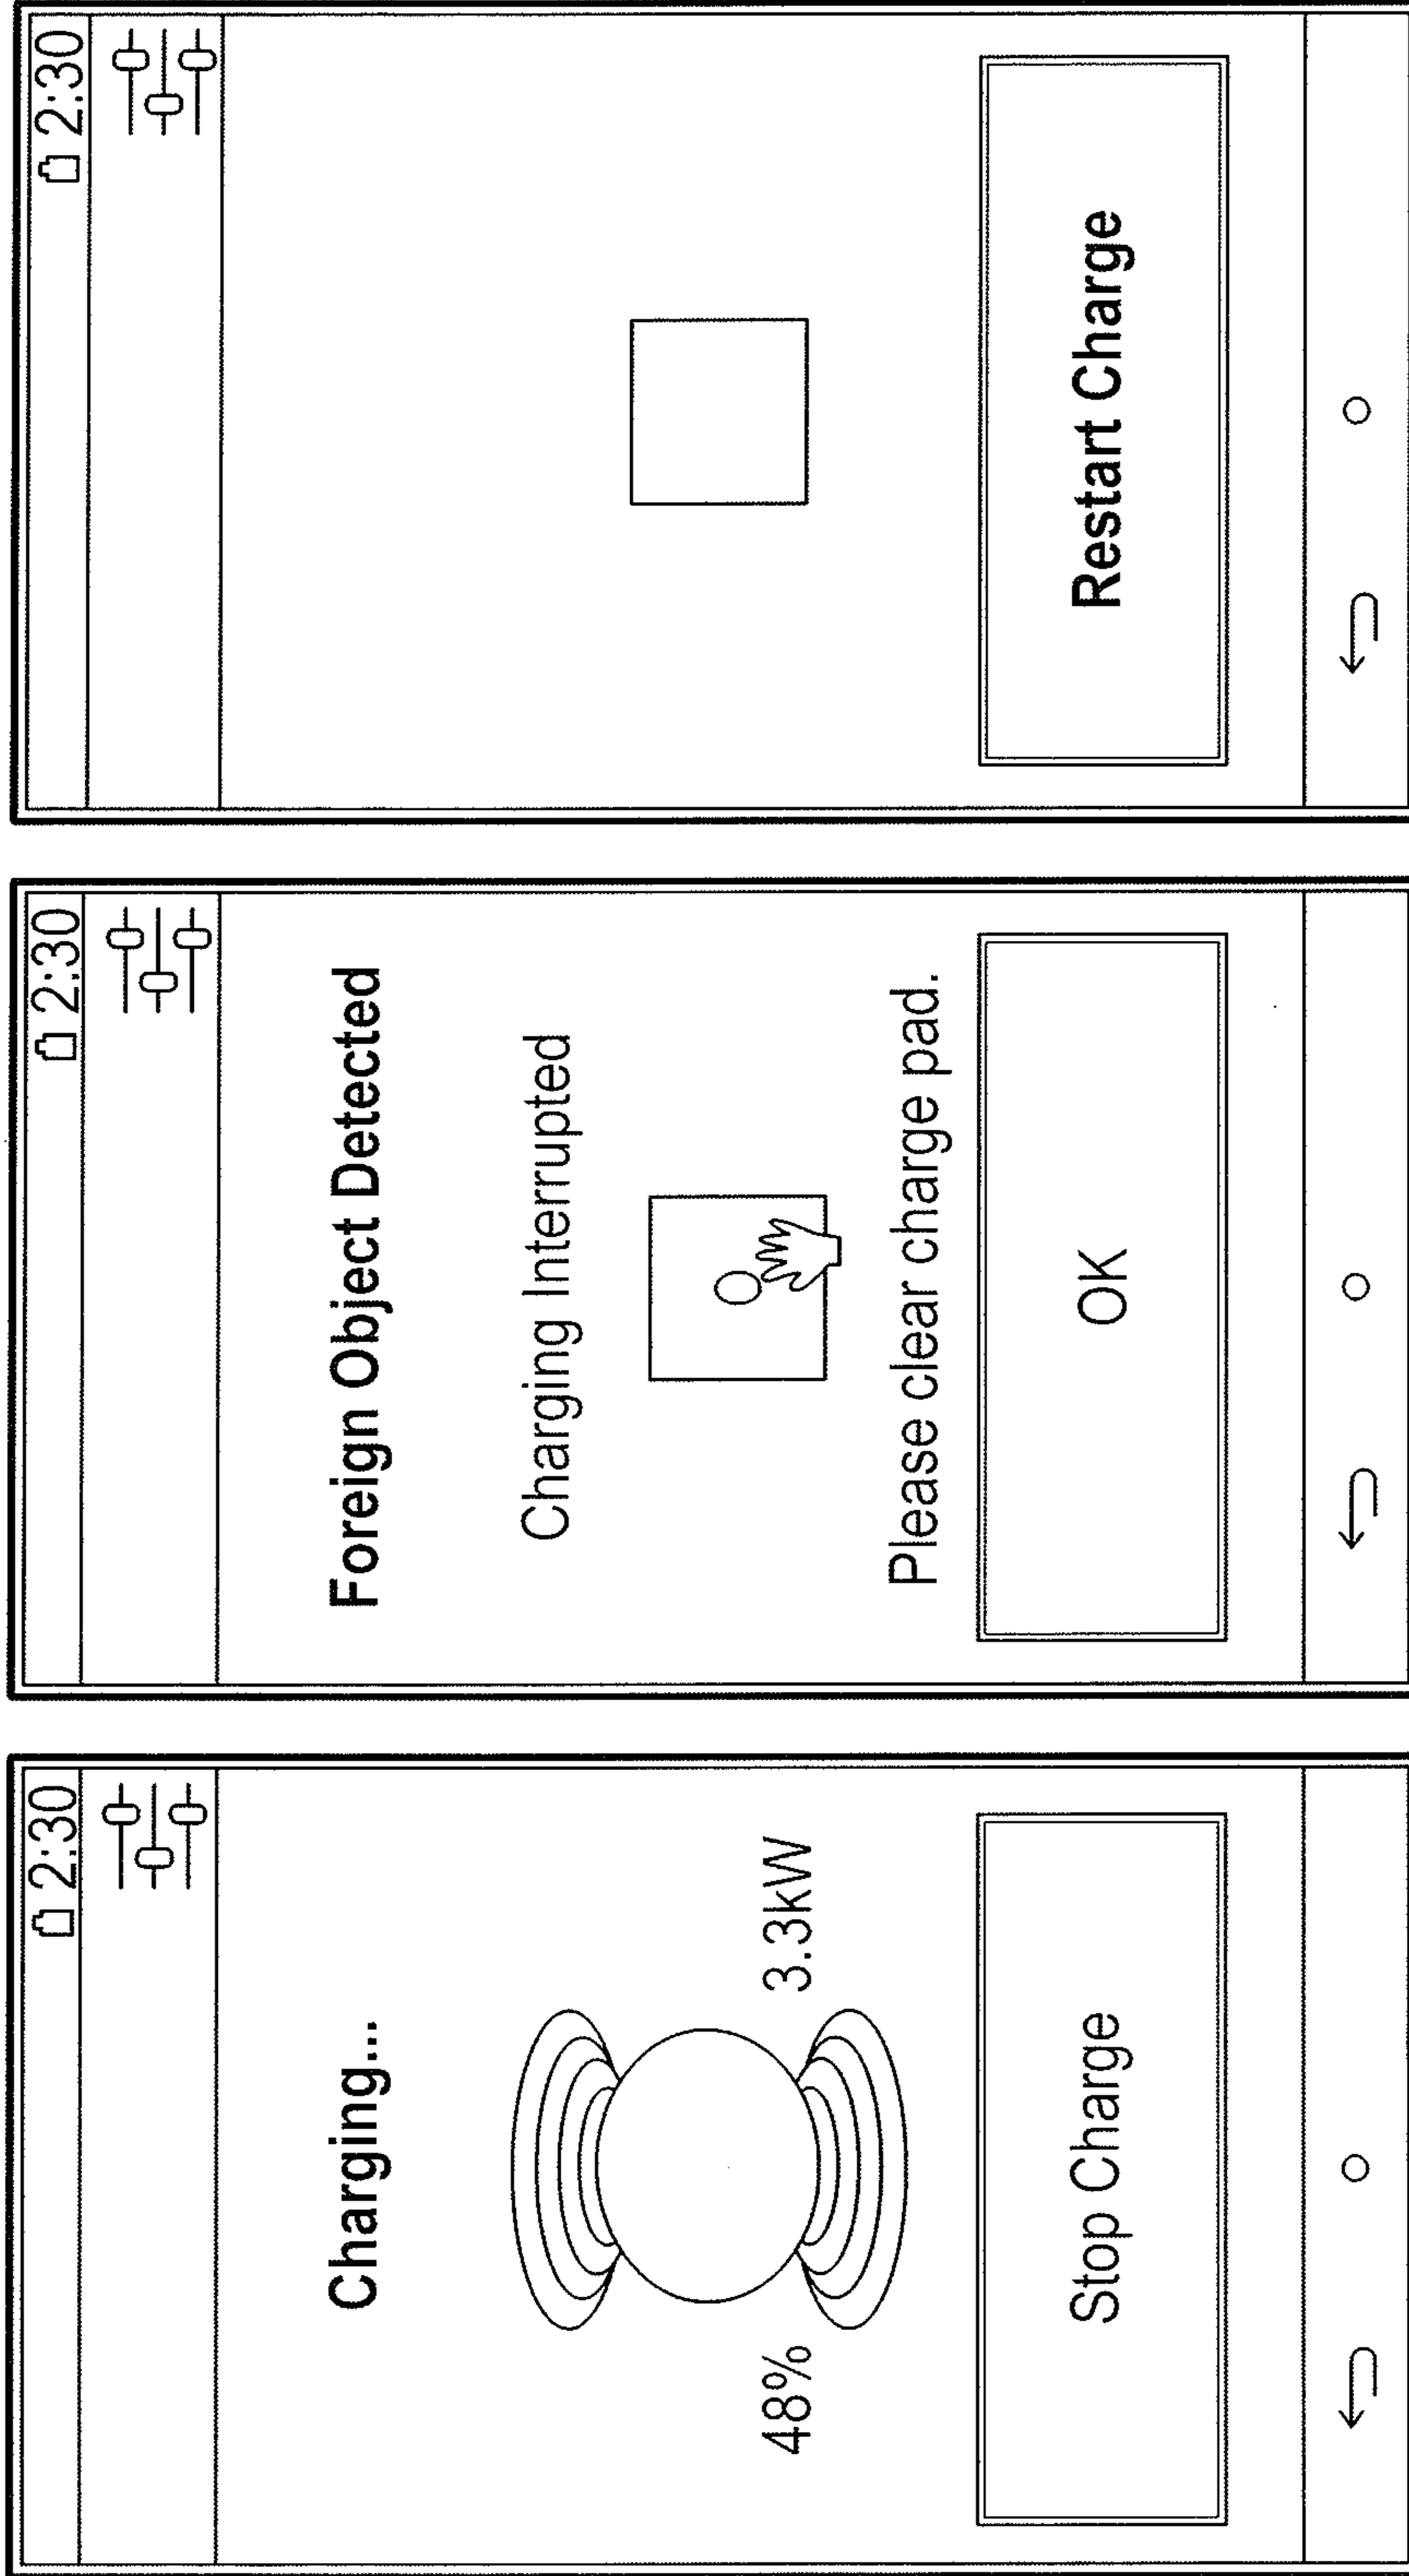 2:30
Charging...
48%
3.3kW
Stop Charge
2:30
Foreign Object Detected
Charging Interrupted
Please clear charge pad.
OK
2:30
Restart Charge